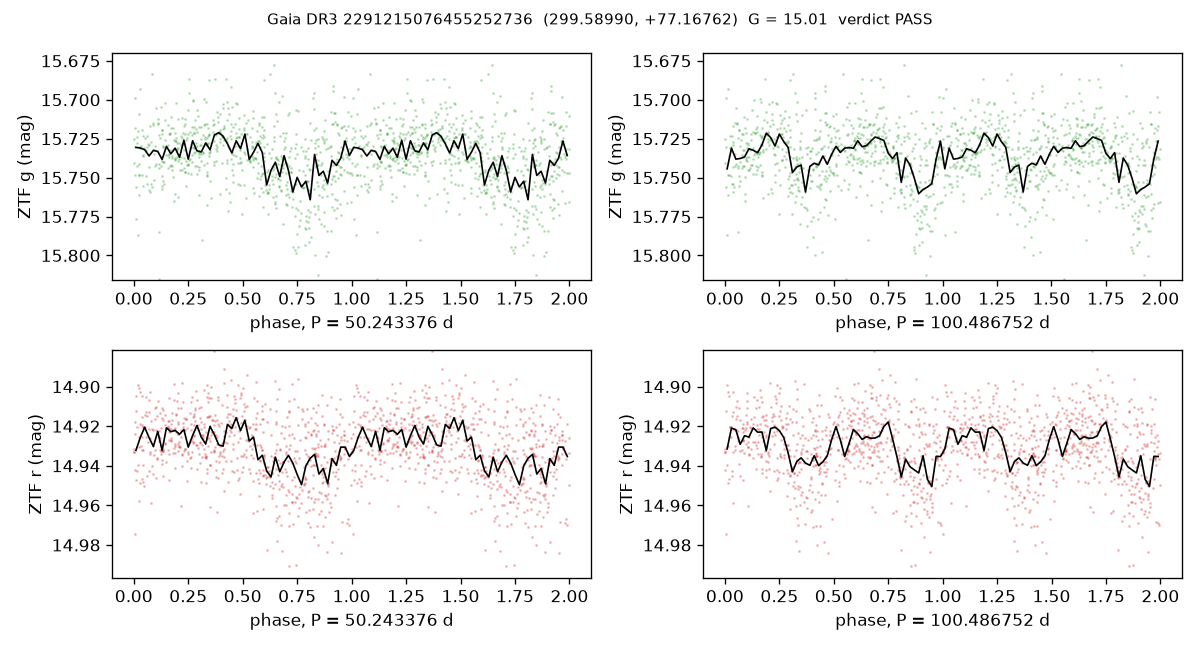 Gaia DR3 2291215076455252736  (299.58990, +77.16762)  G = 15.01  verdict PASS
ZTF g (mag)
15.675
15.700
15.725
15.750
15.775
15.800
0.00 0.25 0.50 0.75 1.00 1.25 1.50 1.75 2.00
phase, P = 50.243376 d
ZTF g (mag)
15.675
15.700
15.725
15.750
15.775
15.800
0.00 0.25 0.50 0.75 1.00 1.25 1.50 1.75 2.00
phase, P = 100.486752 d
ZTF r (mag)
14.90
14.92
14.94
14.96
14.98
0.00 0.25 0.50 0.75 1.00 1.25 1.50 1.75 2.00
phase, P = 50.243376 d
ZTF r (mag)
14.90
14.92
14.94
14.96
14.98
0.00 0.25 0.50 0.75 1.00 1.25 1.50 1.75 2.00
phase, P = 100.486752 d